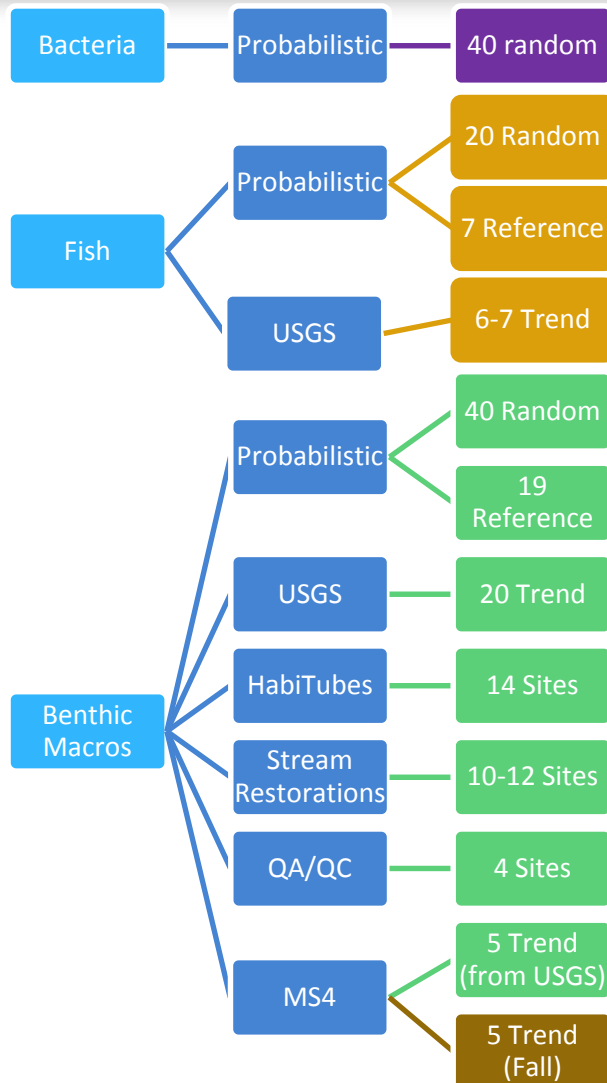 Bacteria
Probabilistic
40 random
Fish
Probabilistic
20 Random
7 Reference
USGS
6-7 Trend
Benthic
Macros
Probabilistic
40 Random
19
Reference
USGS
20 Trend
HabiTubes
14 Sites
Stream
Restorations
10-12 Sites
QA/QC
4 Sites
MS4
5 Trend
(from USGS)
5 Trend
(Fall)